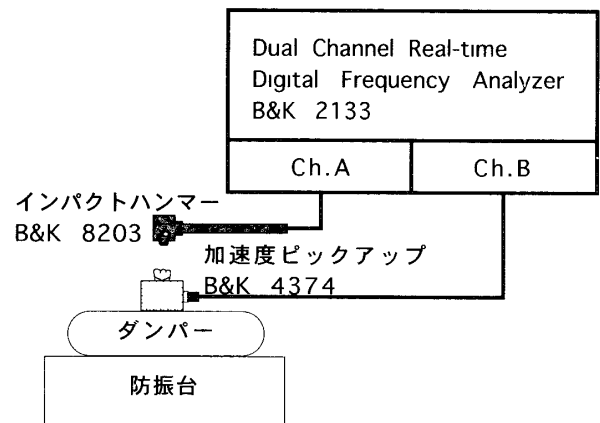 Dual Channel Real-time
Digital Frequency Analyzer
B&K 2133
Ch.A
Ch.B
インパクトハンマー
B&K 8203
加速度ピックアップ
B&K 4374
ダンパー
防振台